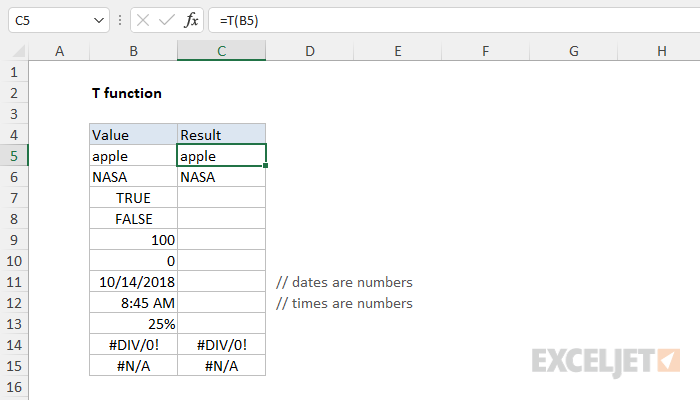 C5 fx =T(B5)
A B C D E F G H
1
2 T function
3
4 Value Result
5 apple apple
6 NASA NASA
7 TRUE
8 FALSE
9 100
10 0
11 10/14/2018 // dates are numbers
12 8:45 AM // times are numbers
13 25%
14 #DIV/0! #DIV/0!
15 #N/A #N/A
16
EXCELJET